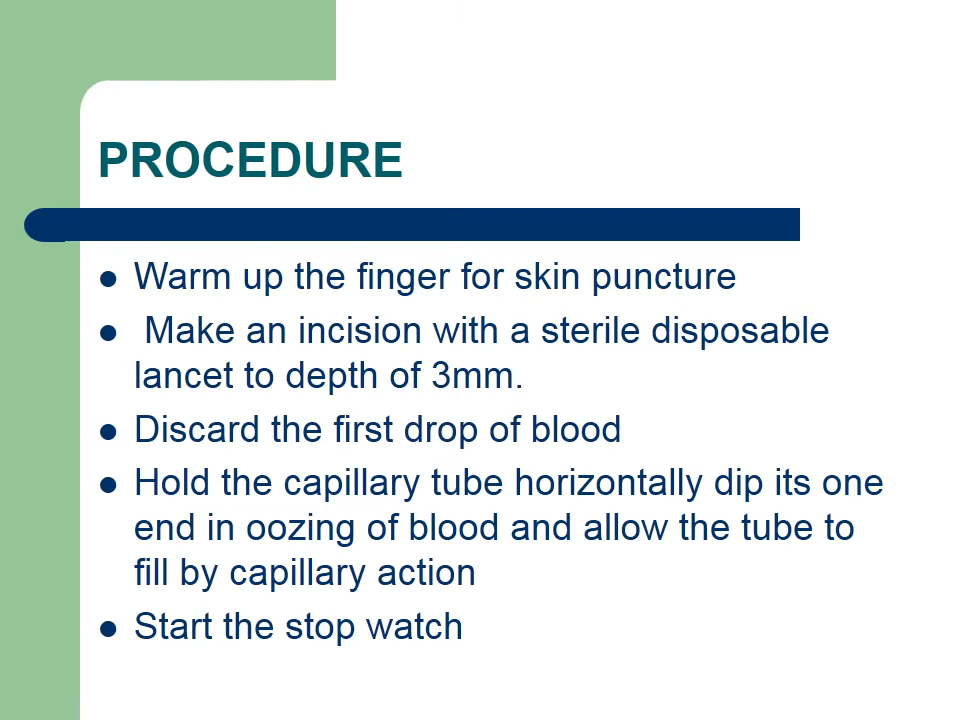 PROCEDURE
Warm up the finger for skin puncture
Make an incision with a sterile disposable
lancet to depth of 3mm.
Discard the first drop of blood
Hold the capillary tube horizontally dip its one
end in oozing of blood and allow the tube to
fill by capillary action
Start the stop watch